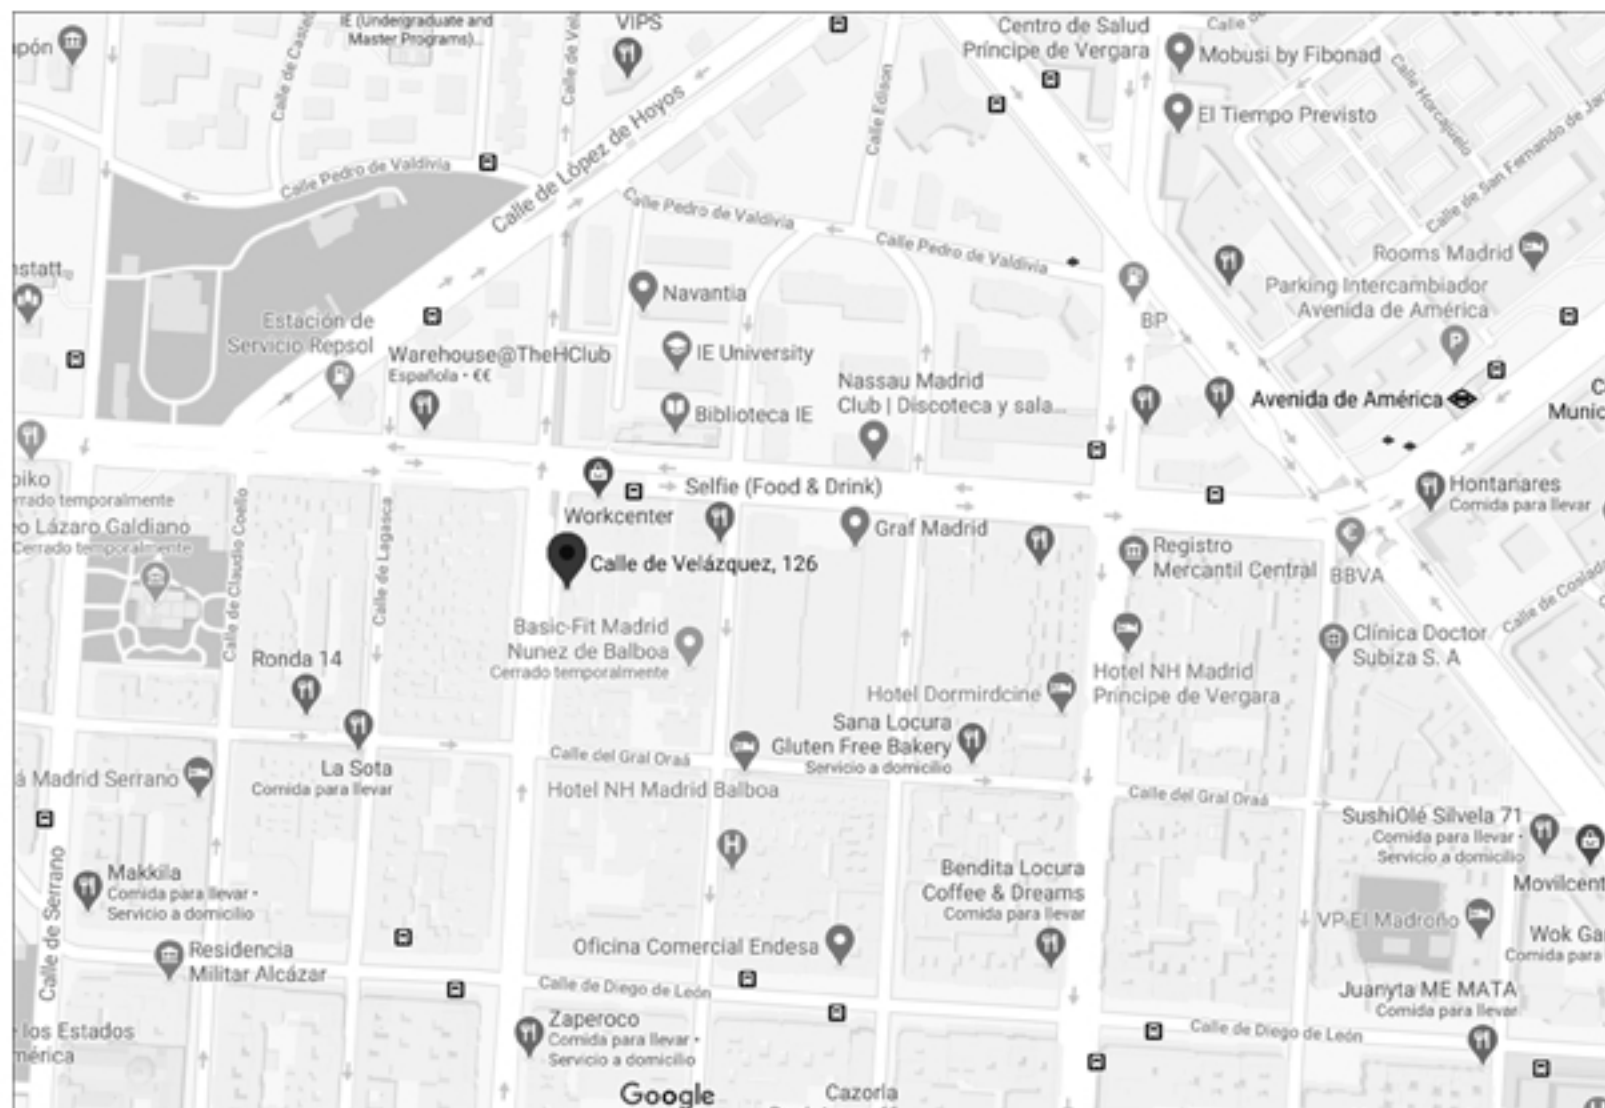 IE (Undergraduate and
Master Programs)...
VIPS
Centro de Salud
Príncipe de Vergara
Mobusi by Fibonad
El Tiempo Previsto
Calle de López de Hoyos
Calle Edison
Calle Horcajuelo
Calle Pedro de Valdivia
Calle Pedro de Valdivia
Calle Pedro de Valdivia
Rooms Madrid
Parking Intercambiador
Avenida de América
Navantia
BP
Estación de
Servicio Repsol
Warehouse@TheHClub
Española • €€
IE University
Nassau Madrid
Club | Discoteca y sala...
Biblioteca IE
Avenida de América
P
Selfie (Food & Drink)
Hontanares
Comida para llevar
Workcenter
Graf Madrid
Lázaro Galdiano
Cerrado temporalmente
Calle de Claudio Coello
Calle de Lagasca
Calle de Velázquez, 126
Registro
Mercantil Central
BBVA
€
Basic-Fit Madrid
Nunez de Balboa
Cerrado temporalmente
Clínica Doctor
Subiza S. A
Ronda 14
Hotel NH Madrid
Príncipe de Vergara
Hotel Dormirdcine
Sana Locura
Gluten Free Bakery
Servicio a domicilio
Calle del Gral Oraá
La Sota
Comida para llevar
Madrid Serrano
Hotel NH Madrid Balboa
Calle del Gral Oraá
SushiOlé Silvela 71
Comida para llevar •
Servicio a domicilio
H
Calle de Serrano
Makkila
Comida para llevar •
Servicio a domicilio
Bendita Locura
Coffee & Dreams
Comida para llevar
VP El Madroño
Oficina Comercial Endesa
Residencia
Militar Alcázar
Calle de Diego de León
Juanyta ME MATA
Comida para llevar
Zaperoco
Comida para llevar •
Servicio a domicilio
Calle de Diego de León
los Estados
Google
Cazorla